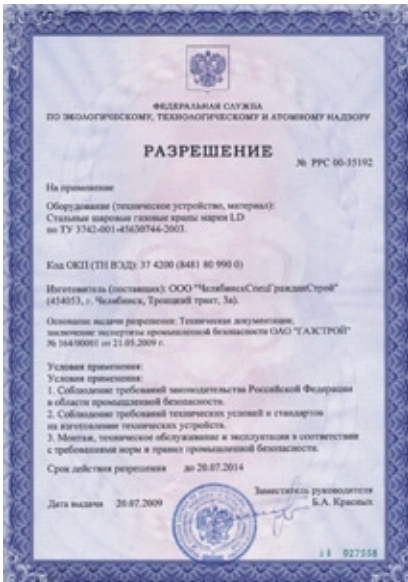 ФЕДЕРАЛЬНАЯ СЛУЖБА
ПО ЭКОЛОГИЧЕСКОМУ, ТЕХНОЛОГИЧЕСКОМУ И АТОМНОМУ НАДЗОРУ
РАЗРЕШЕНИЕ
№ РРС 00-35192
На применение
Оборудование (техническое устройство, материал):
Стальные шаровые газовые краны марки LD
по ТУ 3742-001-45630744-2003.
Код ОКП (ТН ВЭД): 37 4200 (8481 80 990 0)
Изготовитель (поставщик): ООО "ЧелябинскСпецГражданСтрой"
(454053, г. Челябинск, Троицкий тракт, 3а).
Основание выдачи разрешения: Техническая документация,
заключение экспертизы промышленной безопасности ОАО "ГАЗСТРОЙ"
№ 164/00001 от 21.05.2009 г.
Условия применения:
Условия применения:
1. Соблюдение требований законодательства Российской Федерации
в области промышленной безопасности.
2. Соблюдение требований технических условий и стандартов
на изготовление технических устройств.
3. Монтаж, техническое обслуживание и эксплуатация в соответствии
с требованиями норм и правил промышленной безопасности.
Срок действия разрешения до 20.07.2014
Заместитель руководителя
Дата выдачи 20.07.2009 Б.А. Красных
027558